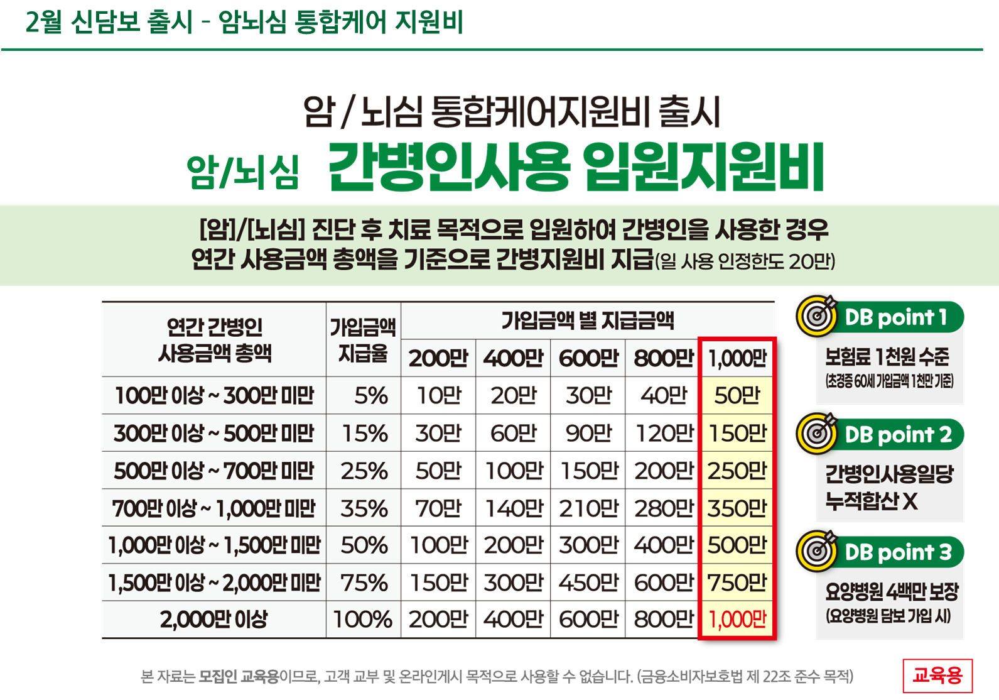 2월 신담보 출시 - 암뇌심 통합케어 지원비
암 / 뇌심 통합케어지원비 출시
암/뇌심 간병인사용 입원지원비
[암]/[뇌심] 진단 후 치료 목적으로 입원하여 간병인을 사용한 경우
연간 사용금액 총액을 기준으로 간병지원비 지급(일 사용 인정한도 20만)
연간 간병인
사용금액 총액
가입금액
지급율
가입금액 별 지급금액
200만 400만 600만 800만 1,000만
100만 이상 ~ 300만 미만 5% 10만 20만 30만 40만 50만
300만 이상 ~ 500만 미만 15% 30만 60만 90만 120만 150만
500만 이상 ~ 700만 미만 25% 50만 100만 150만 200만 250만
700만 이상 ~ 1,000만 미만 35% 70만 140만 210만 280만 350만
1,000만 이상 ~ 1,500만 미만 50% 100만 200만 300만 400만 500만
1,500만 이상 ~ 2,000만 미만 75% 150만 300만 450만 600만 750만
2,000만 이상 100% 200만 400만 600만 800만 1,000만
DB point 1
보험료 1천원 수준
(초경증 60세 가입금액 1천만 기준)
DB point 2
간병인사용일당
누적합산 X
DB point 3
요양병원 4백만 보장
(요양병원 담보 가입 시)
본 자료는 모집인 교육용이므로, 고객 교부 및 온라인게시 목적으로 사용할 수 없습니다. (금융소비자보호법 제 22조 준수 목적)
교육용